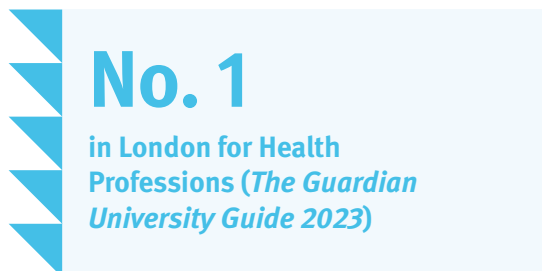 No. 1
in London for Health
Professions (The Guardian
University Guide 2023)